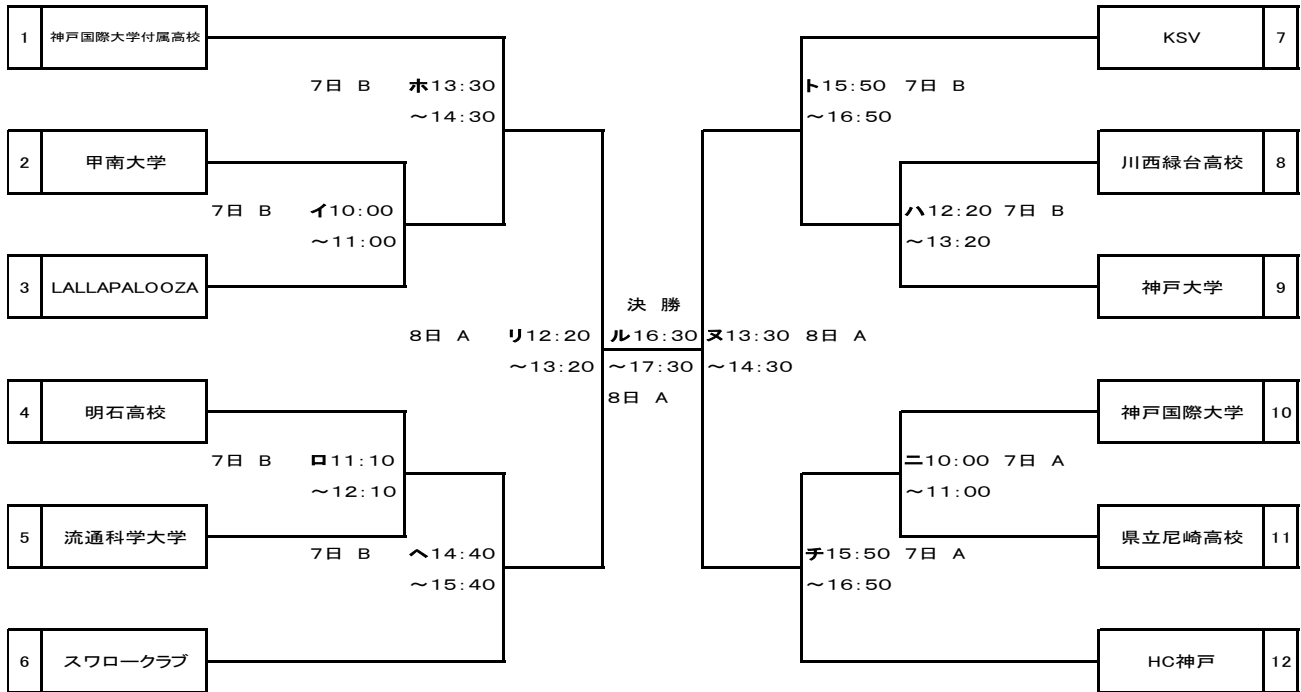 1 神戸国際大学付属高校
KSV 7
7日 B ホ13:30
～14:30
ト15:50 7日 B
～16:50
2 甲南大学
川西緑台高校 8
7日 B イ10:00
～11:00
ハ12:20 7日 B
～13:20
3 LALLAPALOOZA
神戸大学 9
決 勝
8日 A リ12:20
～13:20
ル16:30
～17:30
8日 A
ヌ13:30 8日 A
～14:30
4 明石高校
神戸国際大学 10
7日 B ロ11:10
～12:10
ニ10:00 7日 A
～11:00
5 流通科学大学
県立尼崎高校 11
7日 B ヘ14:40
～15:40
チ15:50 7日 A
～16:50
6 スワロークラブ
HC神戸 12